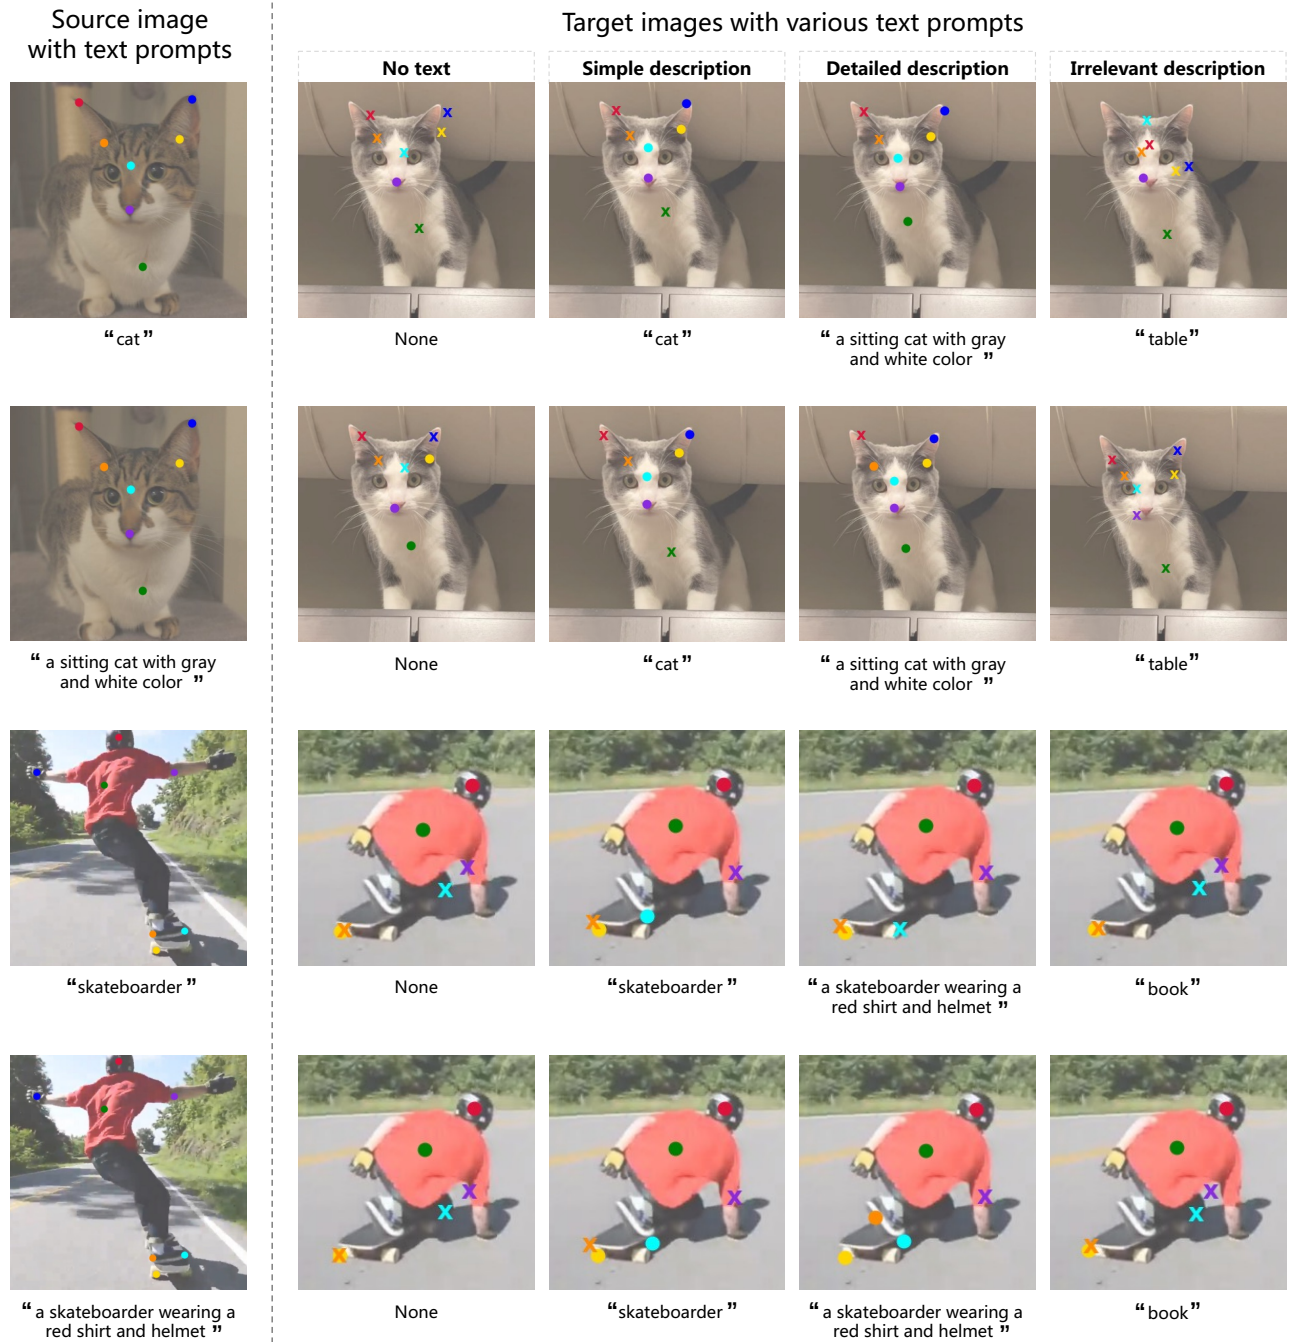 Source image
with text prompts
Target images with various text prompts
No text
Simple description
Detailed description
Irrelevant description
“cat”
None
“cat”
“ a sitting cat with gray
and white color ”
“table”
“ a sitting cat with gray
and white color ”
None
“cat”
“ a sitting cat with gray
and white color ”
“table”
“skateboarder”
None
“skateboarder”
“ a skateboarder wearing a
red shirt and helmet ”
“book”
“ a skateboarder wearing a
red shirt and helmet ”
None
“skateboarder”
“ a skateboarder wearing a
red shirt and helmet ”
“book”